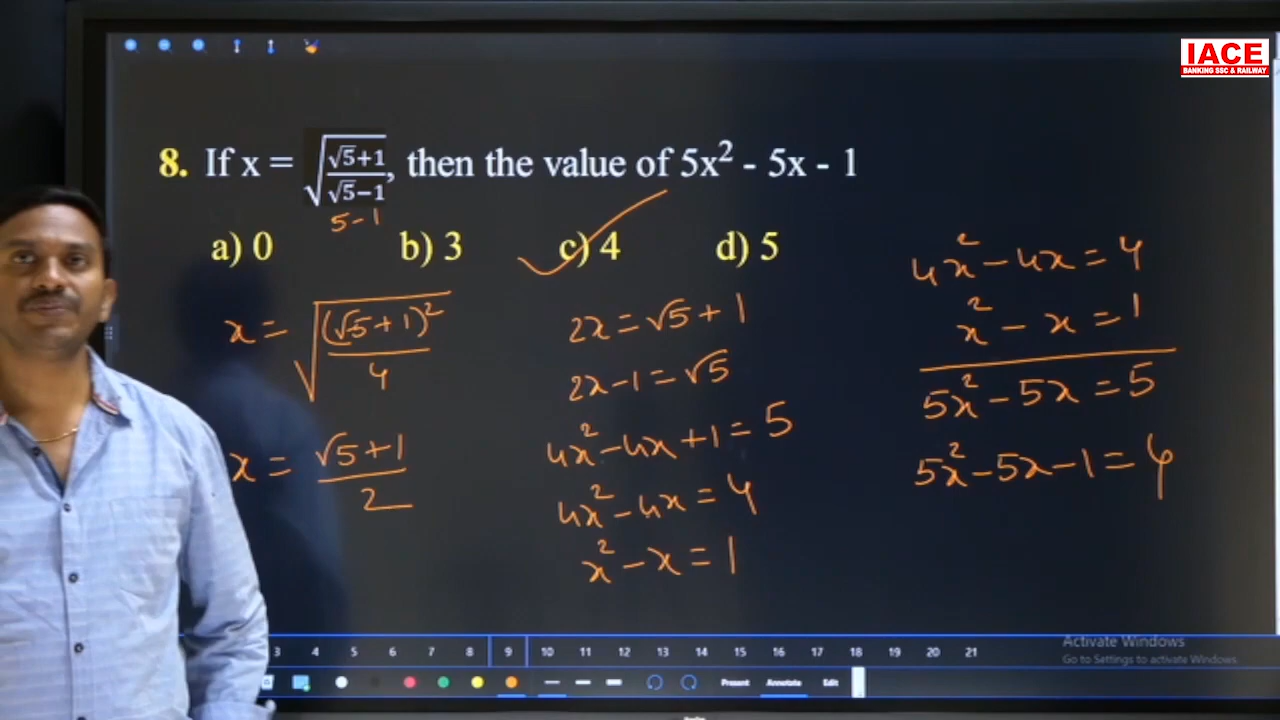 IACE
BANKING SSC & RAILWAY
8. If x = √((√5+1)/(√5−1)), then the value of 5x² - 5x - 1
5-1
a) 0 b) 3 c) 4 d) 5
x = √((√5+1)²/4)
x = (√5+1)/2
2x = √5 + 1
2x-1 = √5
4x² - 4x + 1 = 5
4x² - 4x = 4
x² - x = 1
4x² - 4x = 4
x² - x = 1
5x² - 5x = 5
5x² - 5x - 1 = 4
Activate Windows
Go to Settings to activate Windows.
3 4 5 6 7 8 9 10 11 12 13 14 15 16 17 18 19 20 21
Present Annotate Edit